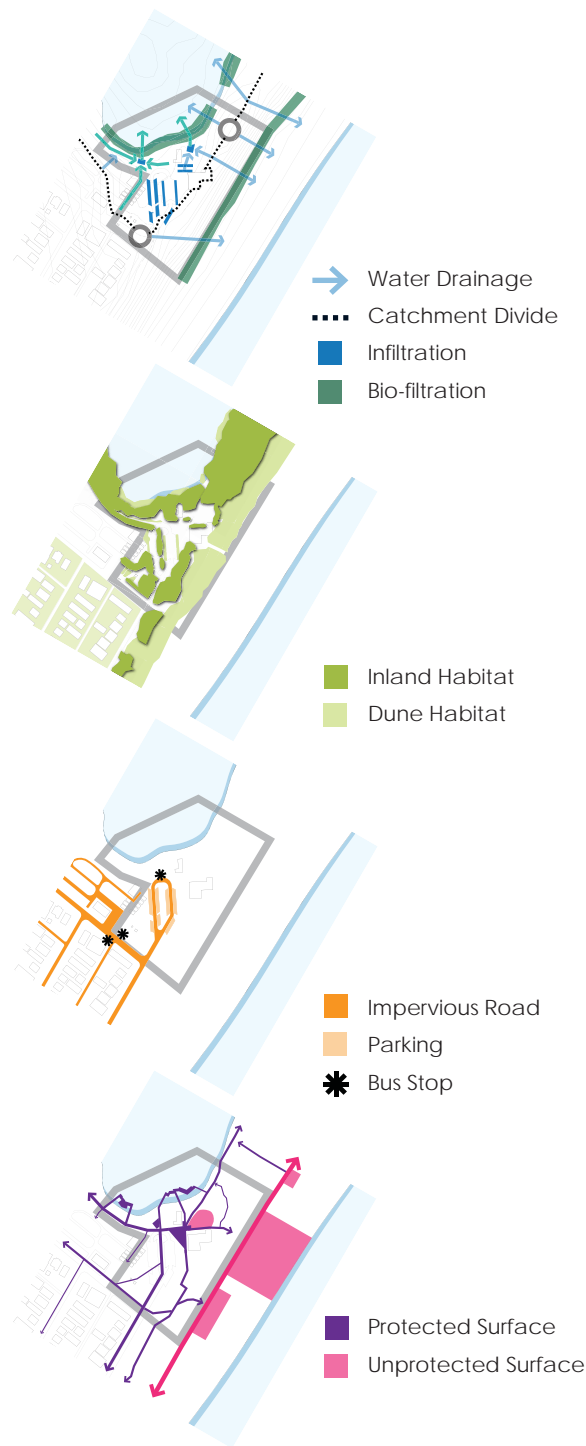 Water Drainage
Catchment Divide
Infiltration
Bio-filtration
Inland Habitat
Dune Habitat
Impervious Road
Parking
Bus Stop
Protected Surface
Unprotected Surface